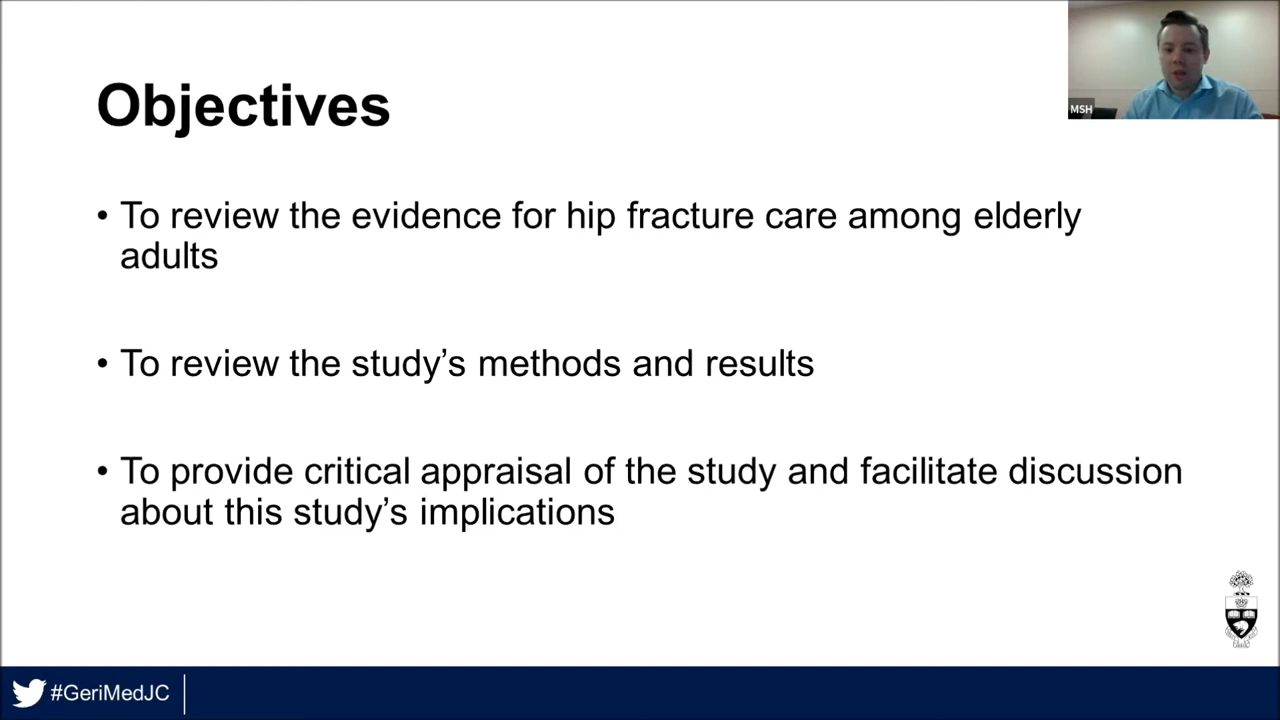 MSH
Objectives
• To review the evidence for hip fracture care among elderly
adults
• To review the study’s methods and results
• To provide critical appraisal of the study and facilitate discussion
about this study’s implications
#GeriMedJC